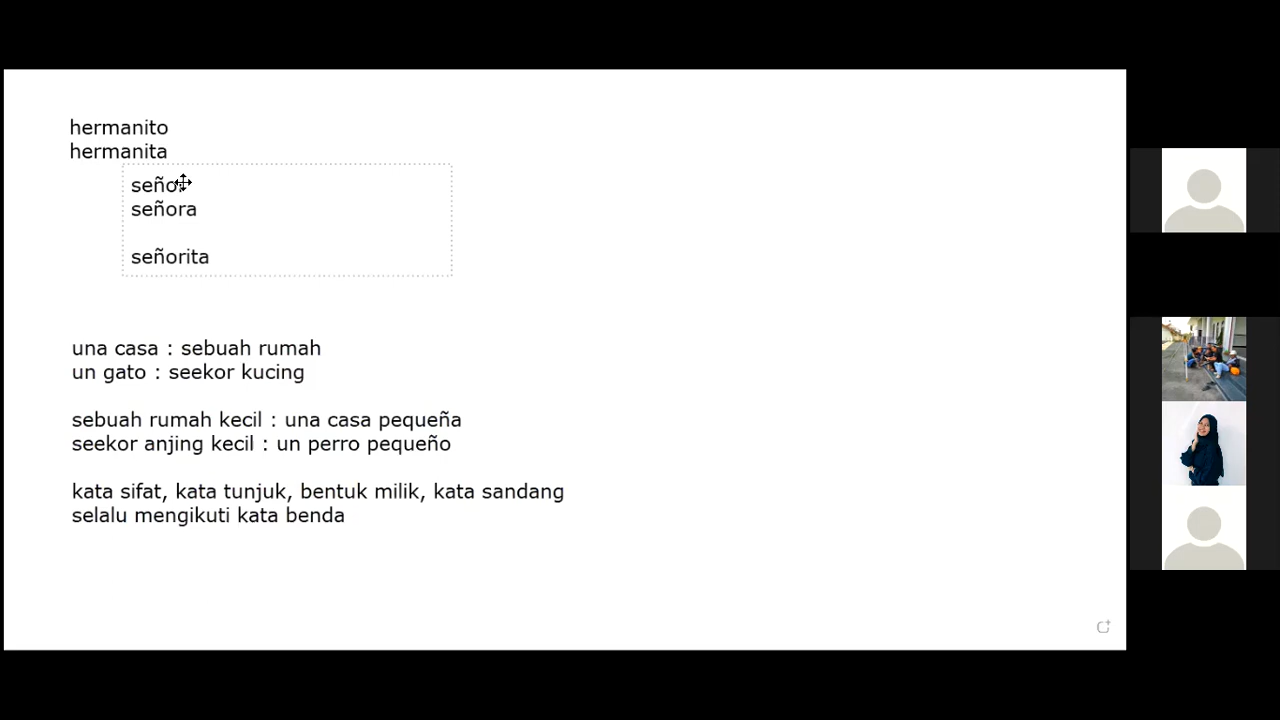 hermanito
hermanita
señor
señora
señorita
una casa : sebuah rumah
un gato : seekor kucing
sebuah rumah kecil : una casa pequeña
seekor anjing kecil : un perro pequeño
kata sifat, kata tunjuk, bentuk milik, kata sandang
selalu mengikuti kata benda